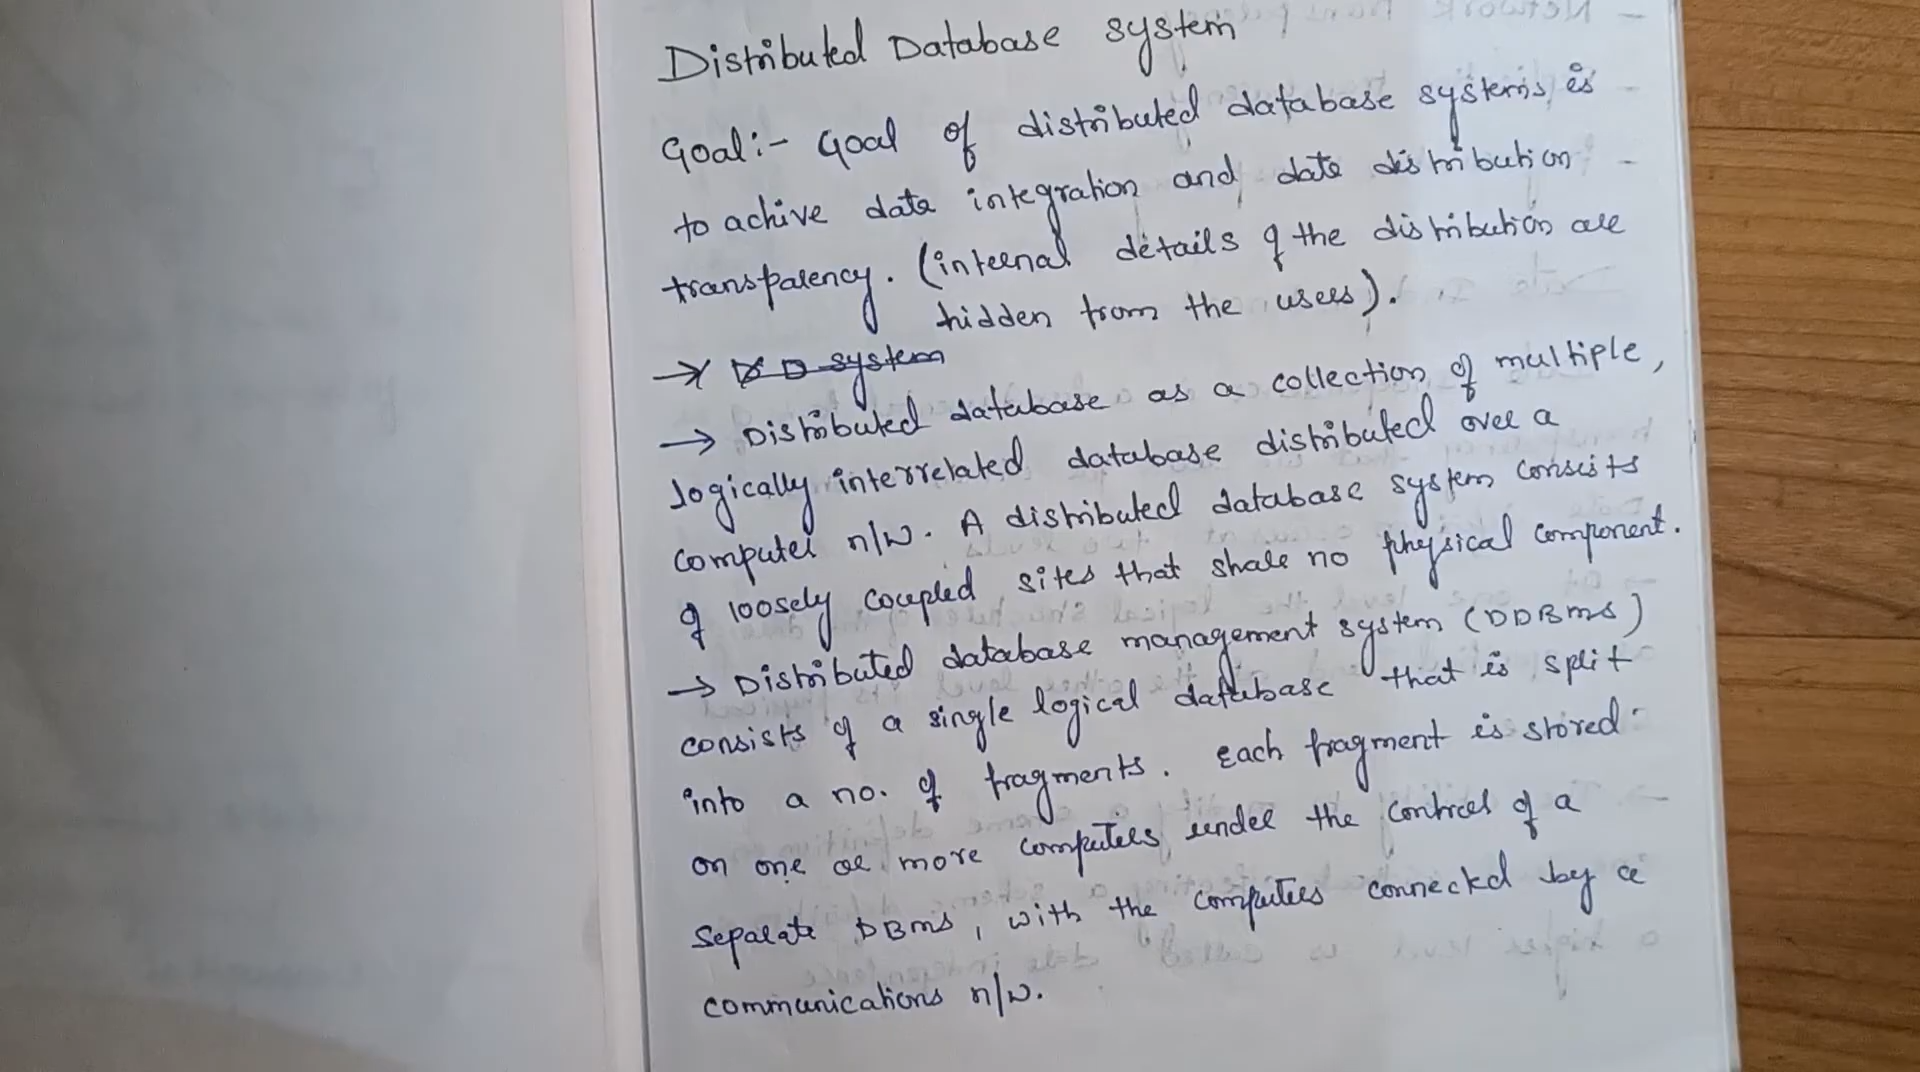 Distributed Database system
Goal:- Goal of distributed database systems is
to achive data integration and date distribution
transparency. (internal details of the distribution are
hidden from the users).
→ D system
→ Distributed database as a collection of multiple,
logically interrelated database distributed over a
computer n/w. A distributed database system consists
of loosely coupled sites that share no physical component.
→ Distributed database management system (DDBMS)
consists of a single logical database that is split
into a no. of fragments. Each fragment is stored
on one or more computers under the control of a
separate DBMS, with the computers connected by a
communications n/w.